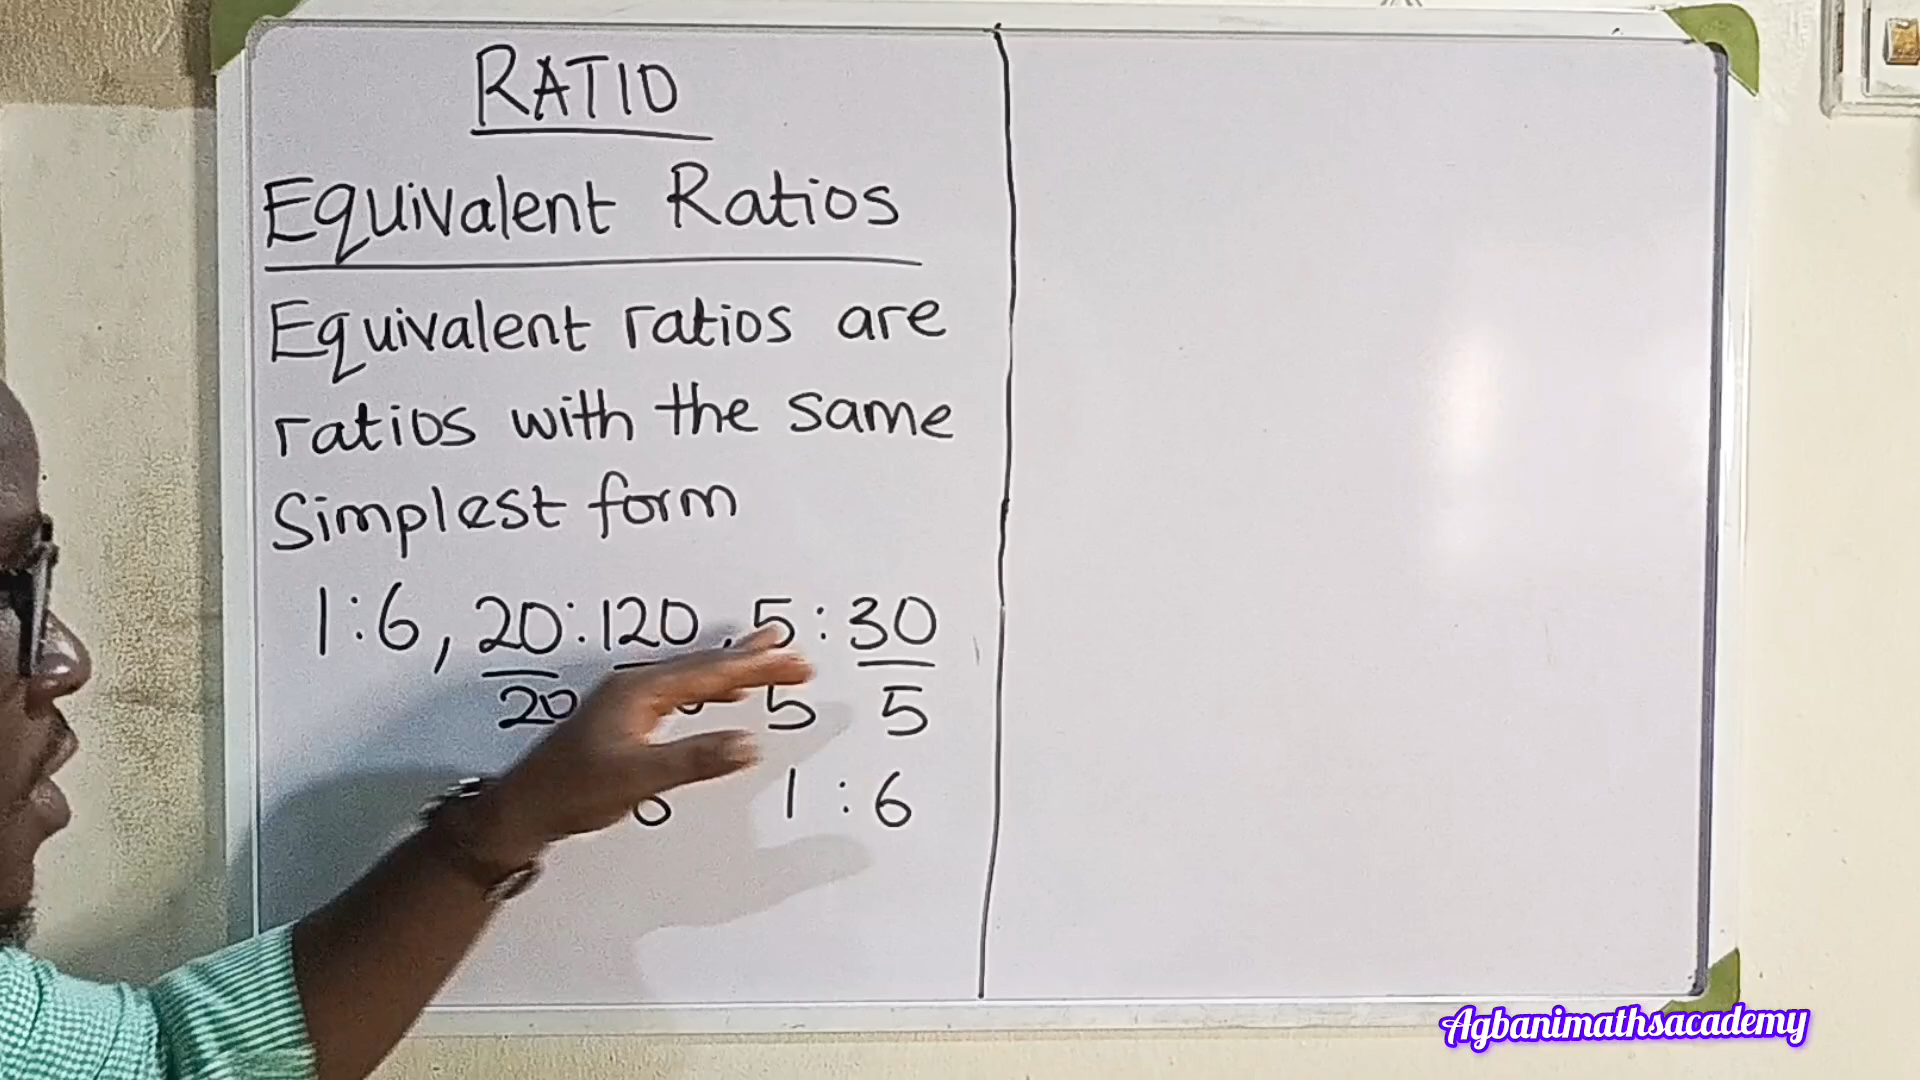 RATIO
Equivalent Ratios
Equivalent ratios are
ratios with the same
Simplest form
1:6, 20:120, 5:30
20 5 5
6 1:6
Agbanimathsacademy